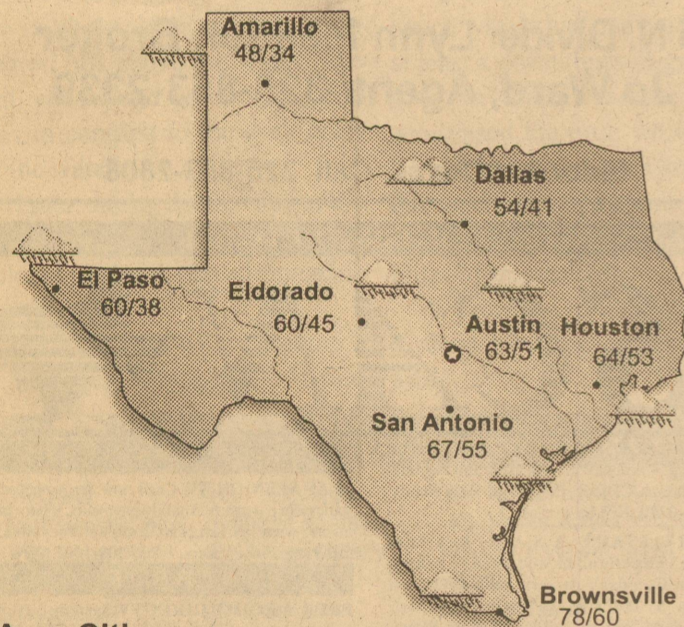 Amarillo
48/34
Dallas
54/41
El Paso
60/38
Eldorado
60/45
Austin
63/51
Houston
64/53
San Antonio
67/55
Brownsville
78/60